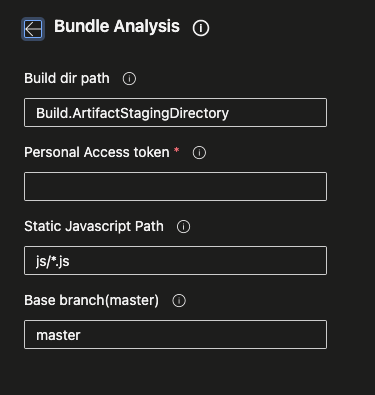 Bundle Analysis
Build dir path
Build.ArtifactStagingDirectory
Personal Access token *
Static Javascript Path
js/*.js
Base branch(master)
master